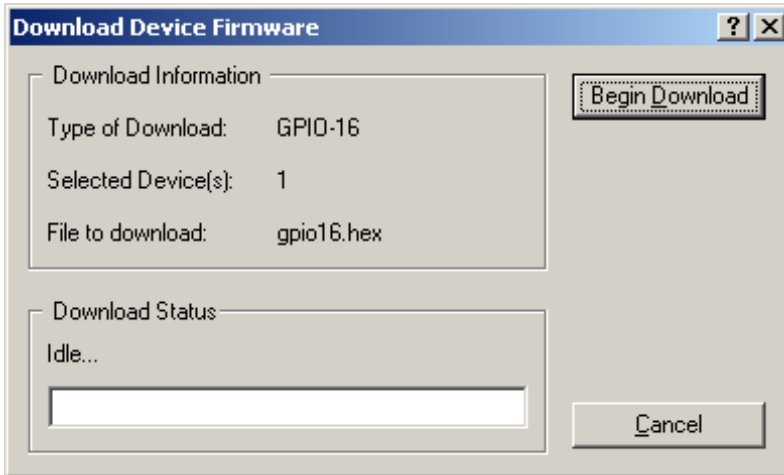 Download Device Firmware
Download Information
Begin Download
Type of Download: GPIO-16
Selected Device(s): 1
File to download: gpio16.hex
Download Status
Idle...
Cancel